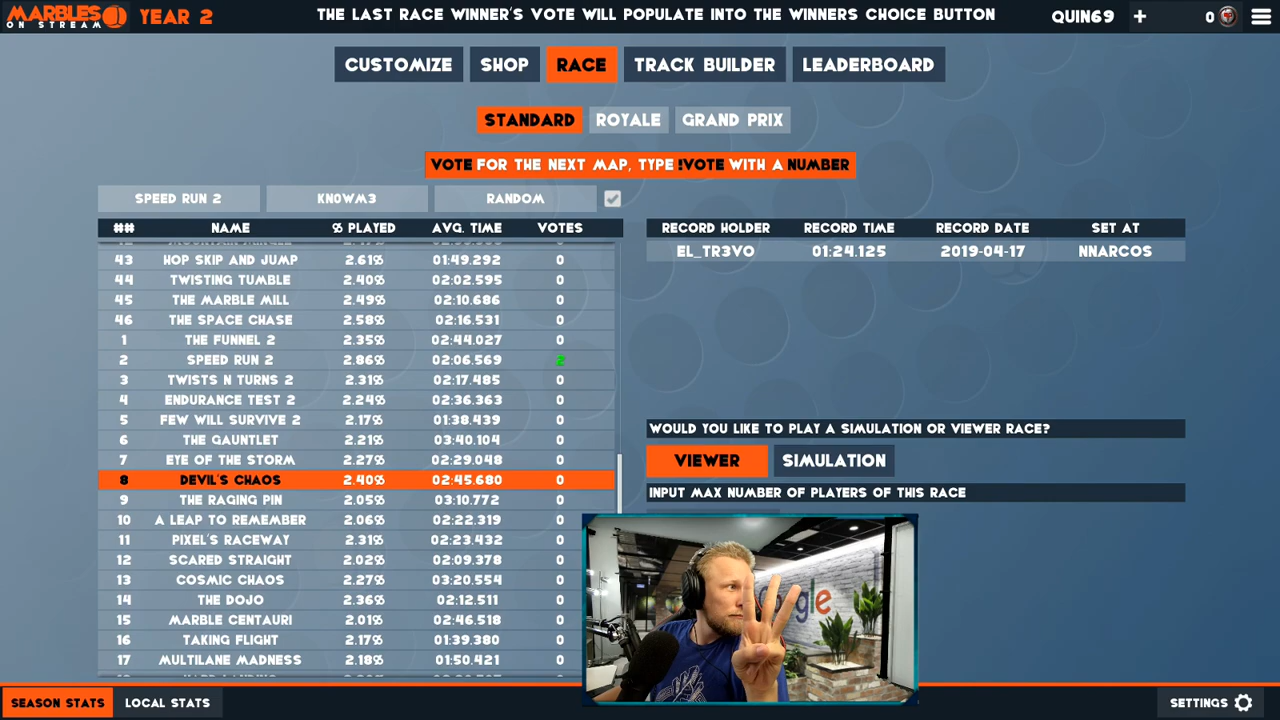 MARBLES
ON STREAM
YEAR 2
THE LAST RACE WINNER'S VOTE WILL POPULATE INTO THE WINNERS CHOICE BUTTON
QUIN69 + 0
CUSTOMIZE SHOP RACE TRACK BUILDER LEADERBOARD
STANDARD ROYALE GRAND PRIX
VOTE FOR THE NEXT MAP, TYPE !VOTE WITH A NUMBER
SPEED RUN 2 KN0WM3 RANDOM
## NAME % PLAYED AVG. TIME VOTES
43 HOP SKIP AND JUMP 2.61% 01:49.292 0
44 TWISTING TUMBLE 2.40% 02:02.595 0
45 THE MARBLE MILL 2.49% 02:10.686 0
46 THE SPACE CHASE 2.58% 02:16.531 0
1 THE FUNNEL 2 2.35% 02:44.027 0
2 SPEED RUN 2 2.86% 02:06.569 2
3 TWISTS N TURNS 2 2.31% 02:17.485 0
4 ENDURANCE TEST 2 2.24% 02:36.363 0
5 FEW WILL SURVIVE 2 2.17% 01:38.439 0
6 THE GAUNTLET 2.21% 03:40.104 0
7 EYE OF THE STORM 2.27% 02:29.048 0
8 DEVIL'S CHAOS 2.40% 02:45.680 0
9 THE RAGING PIN 2.05% 03:10.772 0
10 A LEAP TO REMEMBER 2.06% 02:22.319 0
11 PIXEL'S RACEWAY 2.31% 02:23.432 0
12 SCARED STRAIGHT 2.02% 02:09.378 0
13 COSMIC CHAOS 2.27% 03:20.554 0
14 THE DOJO 2.36% 02:12.511 0
15 MARBLE CENTAURI 2.01% 02:46.518 0
16 TAKING FLIGHT 2.17% 01:39.380 0
17 MULTILANE MADNESS 2.18% 01:50.421 0
RECORD HOLDER RECORD TIME RECORD DATE SET AT
EL_TR3VO 01:24.125 2019-04-17 NNARCOS
WOULD YOU LIKE TO PLAY A SIMULATION OR VIEWER RACE?
VIEWER SIMULATION
INPUT MAX NUMBER OF PLAYERS OF THIS RACE
SEASON STATS LOCAL STATS
SETTINGS